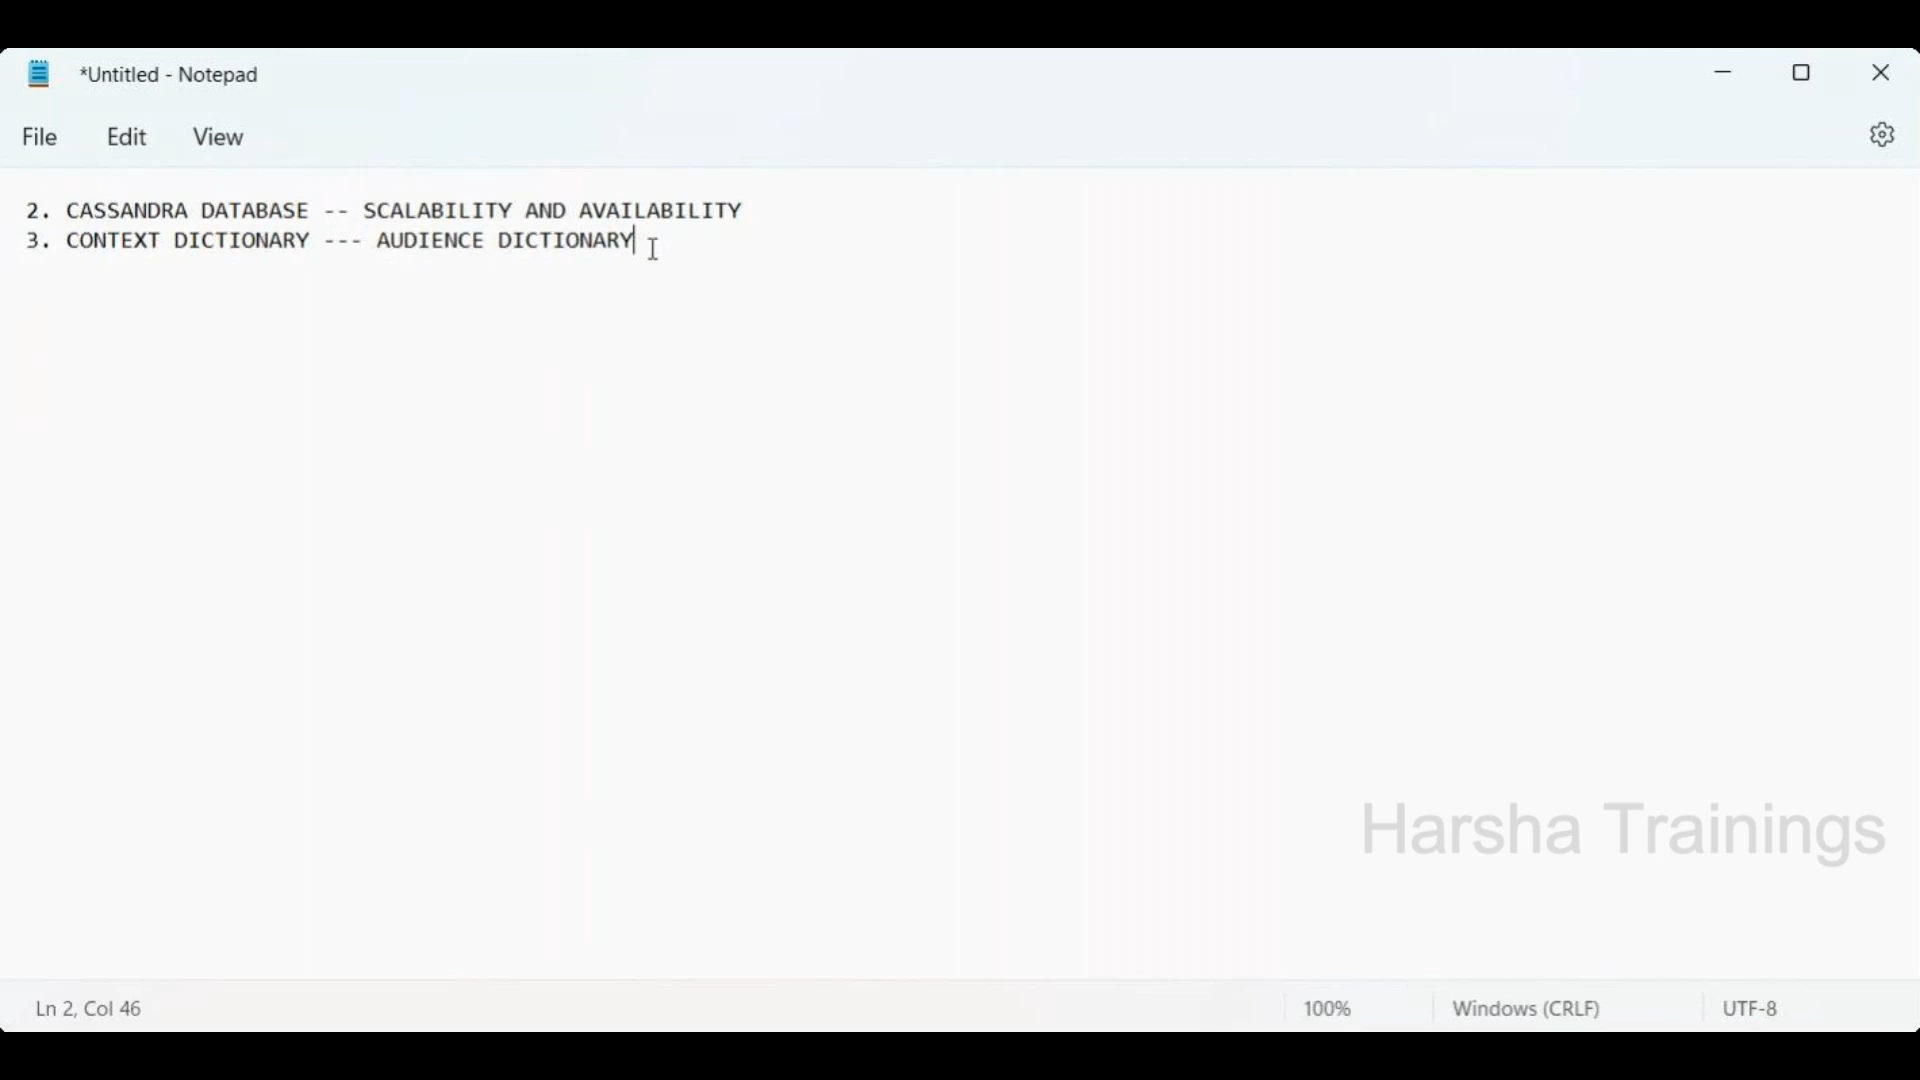 *Untitled - Notepad
File Edit View
2. CASSANDRA DATABASE -- SCALABILITY AND AVAILABILITY
3. CONTEXT DICTIONARY --- AUDIENCE DICTIONARY
Harsha Trainings
Ln 2, Col 46 100% Windows (CRLF) UTF-8